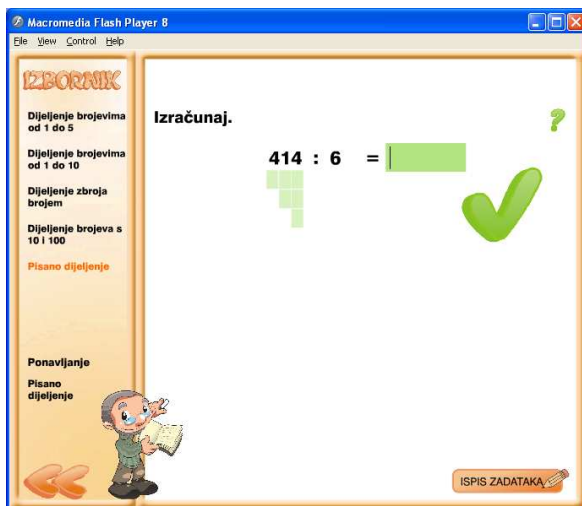 Macromedia Flash Player 8
File View Control Help
IZBORNIK
Dijeljenje brojevima
od 1 do 5
Dijeljenje brojevima
od 1 do 10
Dijeljenje zbroja
brojem
Dijeljenje brojeva s
10 i 100
Pisano dijeljenje
Ponavljanje
Pisano
dijeljenje
Izračunaj.
?
414 : 6 =
ISPIS ZADATAKA